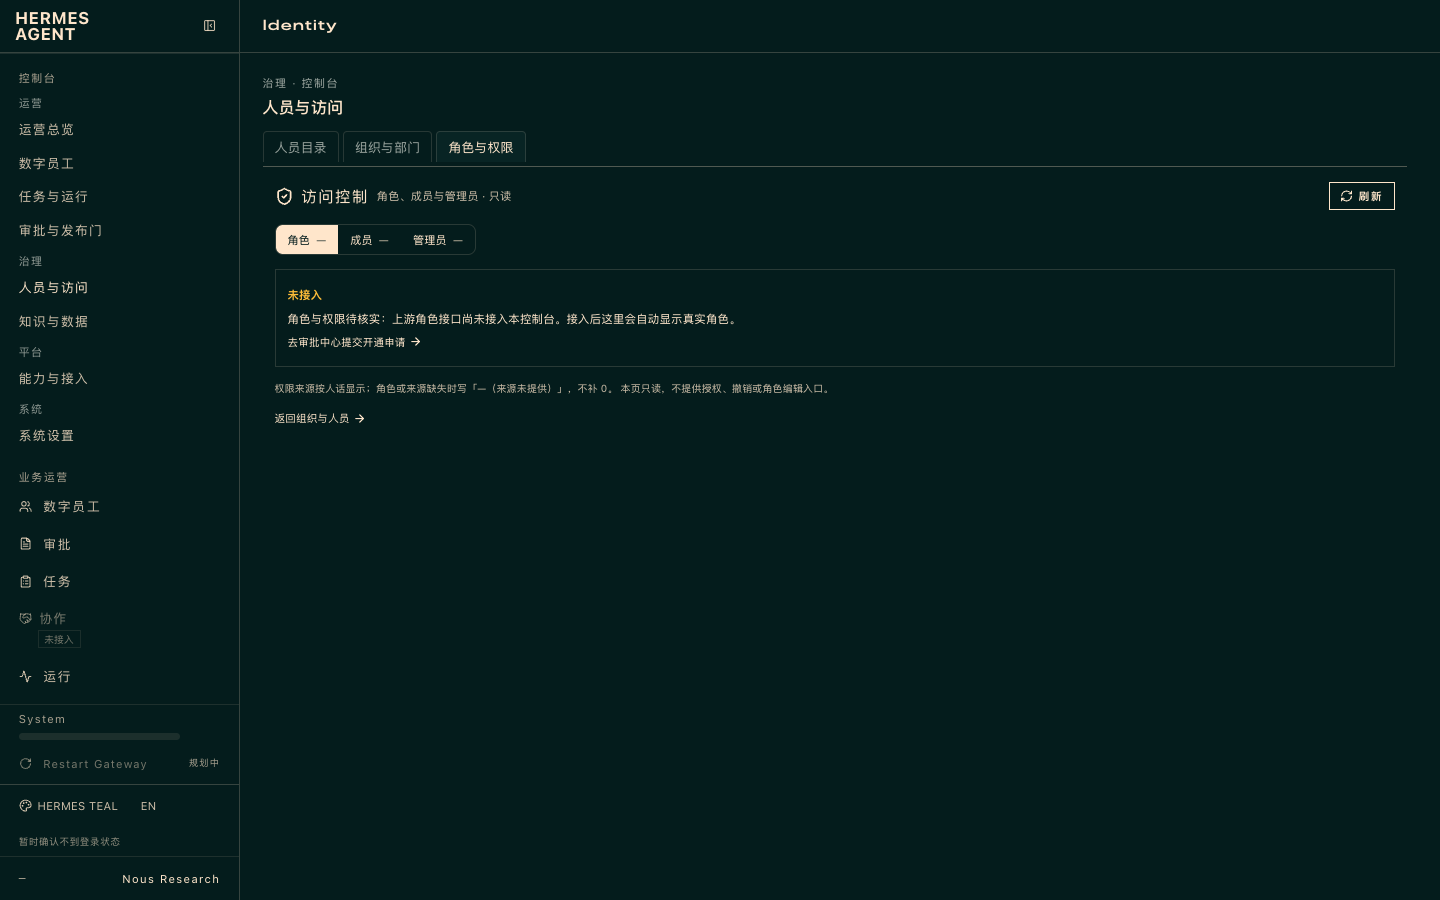 HERMES
AGENT
控制台
运营
运营总览
数字员工
任务与运行
审批与发布门
治理
人员与访问
知识与数据
平台
能力与接入
系统
系统设置
业务运营
数字员工
审批
任务
协作
未接入
运行
System
Restart Gateway 规划中
HERMES TEAL EN
暂时确认不到登录状态
— Nous Research
Identity
治理 · 控制台
人员与访问
人员目录 组织与部门 角色与权限
访问控制 角色、成员与管理员 · 只读 刷新
角色 — 成员 — 管理员 —
未接入
角色与权限待核实：上游角色接口尚未接入本控制台。接入后这里会自动显示真实角色。
去审批中心提交开通申请 →
权限来源按人话显示；角色或来源缺失时写「—（来源未提供）」，不补 0。 本页只读，不提供授权、撤销或角色编辑入口。
返回组织与人员 →